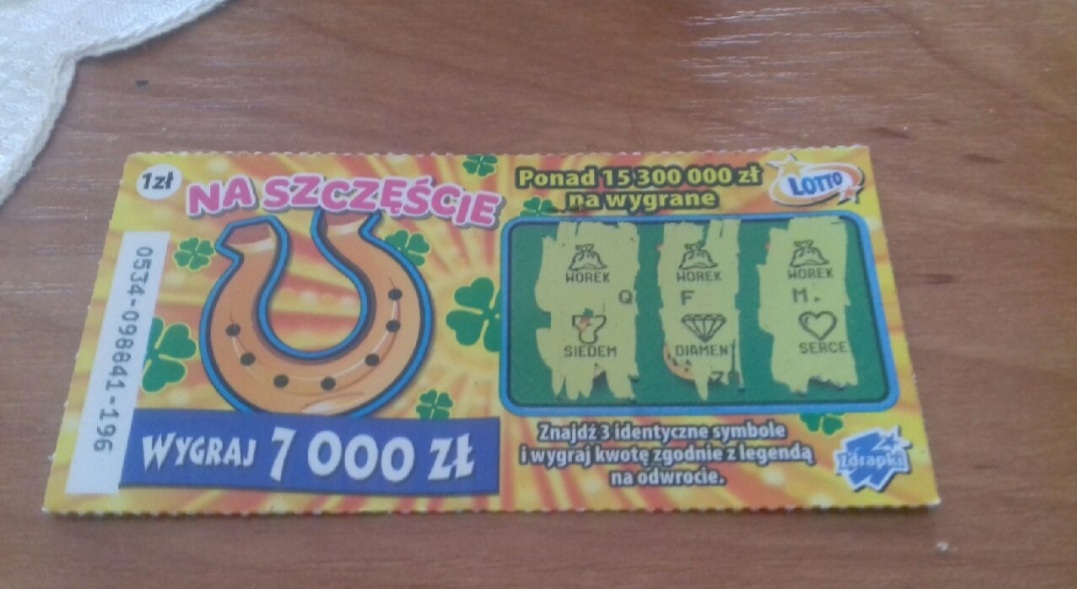 1zł
NA SZCZĘŚCIE
Ponad 15 300 000 zł
na wygrane
LOTTO
0534-098841-196
WOREK WOREK WOREK
Q F M.
SIEDEM DIAMENT SERCE
WYGRAJ 7 000 ZŁ
Znajdź 3 identyczne symbole
i wygraj kwotę zgodnie z legendą
na odwrocie.
Zdrapka